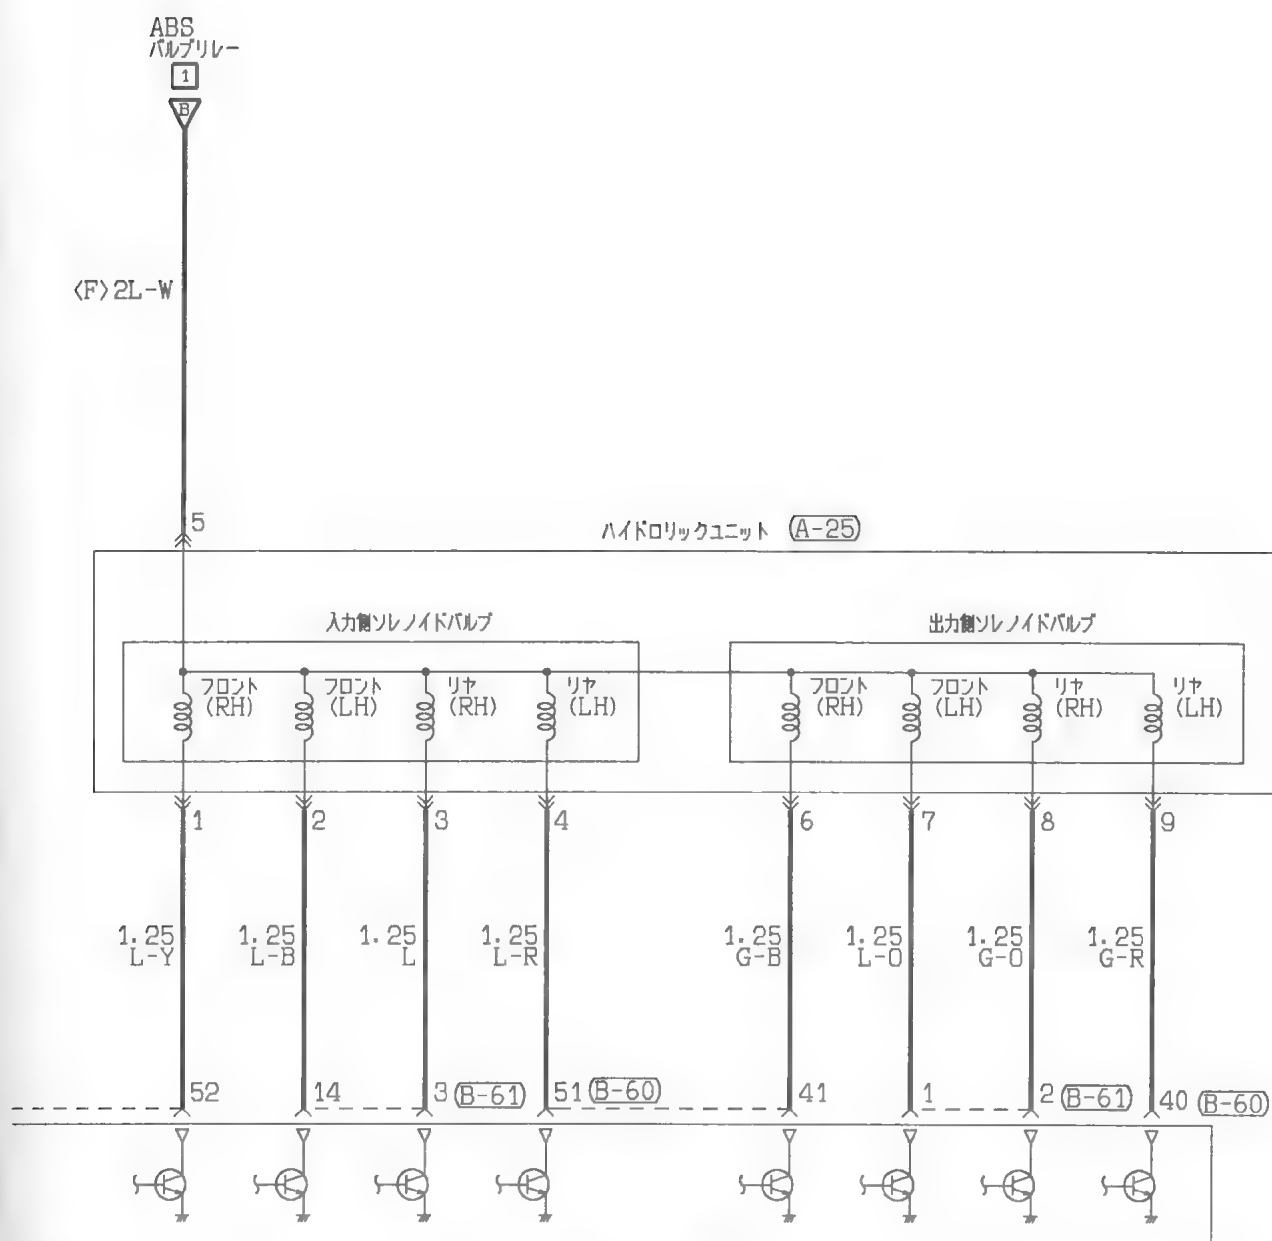 ABS
バルブリレー
1
B
〈F〉2L-W
5
ハイドロリックユニット (A-25)
入力側ソレノイドバルブ
出力側ソレノイドバルブ
フロント フロント リヤ リヤ フロント フロント リヤ リヤ
(RH) (LH) (RH) (LH) (RH) (LH) (RH) (LH)
1 2 3 4 6 7 8 9
1.25 1.25 1.25 1.25 1.25 1.25 1.25 1.25
L-Y L-B L L-R G-B L-O G-O G-R
52 14 3 (B-61) 51 (B-60) 41 1 2 (B-61) 40 (B-60)